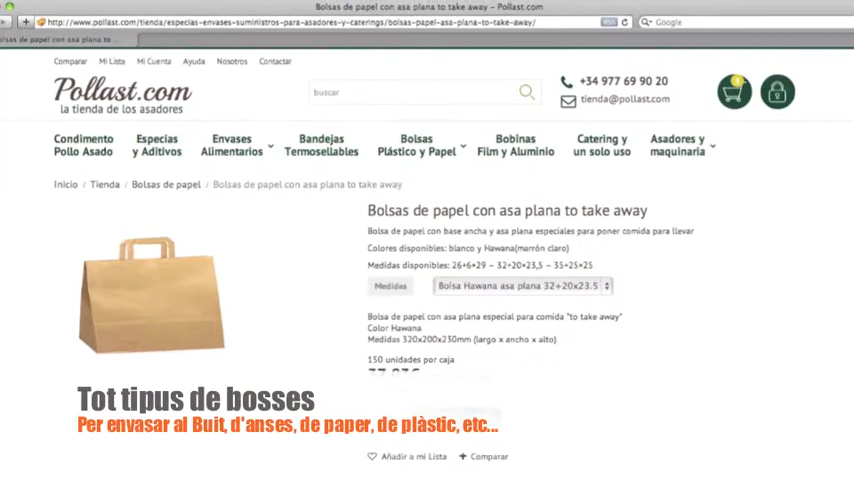 Bolsas de papel con asa plana to take away – Pollast.com
http://www.pollast.com/tienda/especias-envases-suministros-para-asadores-y-caterings/bolsas-papel-asa-plana-to-take-away/
RSS
Google
olsas de papel con asa plana to ...
Comparar Mi Lista Mi Cuenta Ayuda Nosotros Contactar
Pollast.com
la tienda de los asadores
buscar
+34 977 69 90 20
tienda@pollast.com
Condimento Pollo Asado
Especias y Aditivos
Envases Alimentarios
Bandejas Termosellables
Bolsas Plástico y Papel
Bobinas Film y Aluminio
Catering y un solo uso
Asadores y maquinaria
Inicio / Tienda / Bolsas de papel / Bolsas de papel con asa plana to take away
Bolsas de papel con asa plana to take away
Bolsa de papel con base ancha y asa plana especiales para poner comida para llevar
Colores disponibles: blanco y Hawana(marrón claro)
Medidas disponibles: 26+6×29 – 32+20×23,5 – 35+25×25
Medidas Bolsa Hawana asa plana 32+20x23.5
Bolsa de papel con asa plana especial para comida "to take away"
Color Hawana
Medidas 320x200x230mm (largo x ancho x alto)
150 unidades por caja
Tot tipus de bosses
Per envasar al Buit, d'anses, de paper, de plàstic, etc...
Añadir a mi Lista + Comparar